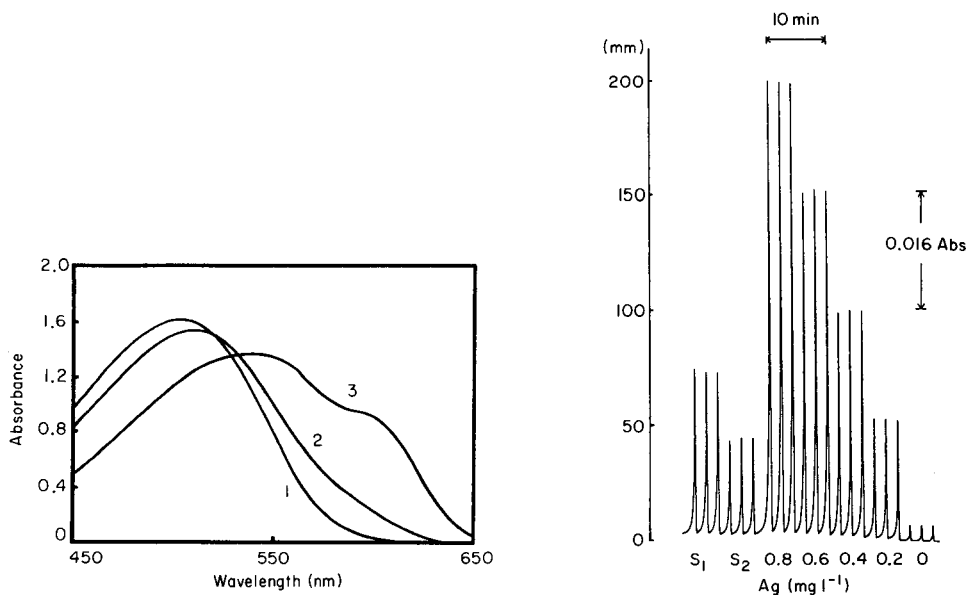 2.0
1.6
1.2
0.8
0.4
0
Absorbance
450
550
650
Wavelength (nm)
1
2
3
10 min
(mm)
200
150
100
50
0
0.016 Abs
S1 S2 0.8 0.6 0.4 0.2 0
Ag (mg l⁻¹)